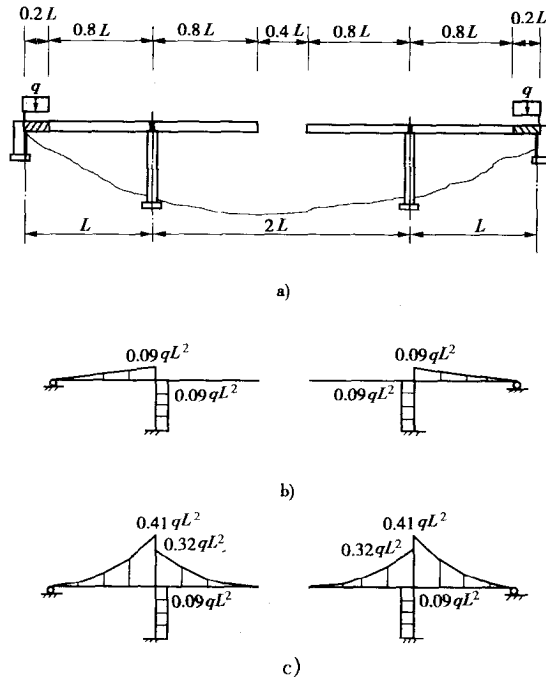 0.2L 0.8L 0.8L 0.4L 0.8L 0.8L 0.2L
q q
L 2L L
a)
0.09qL² 0.09qL²
0.09qL² 0.09qL²
b)
0.41qL² 0.41qL²
0.32qL² 0.32qL²
0.09qL² 0.09qL²
c)